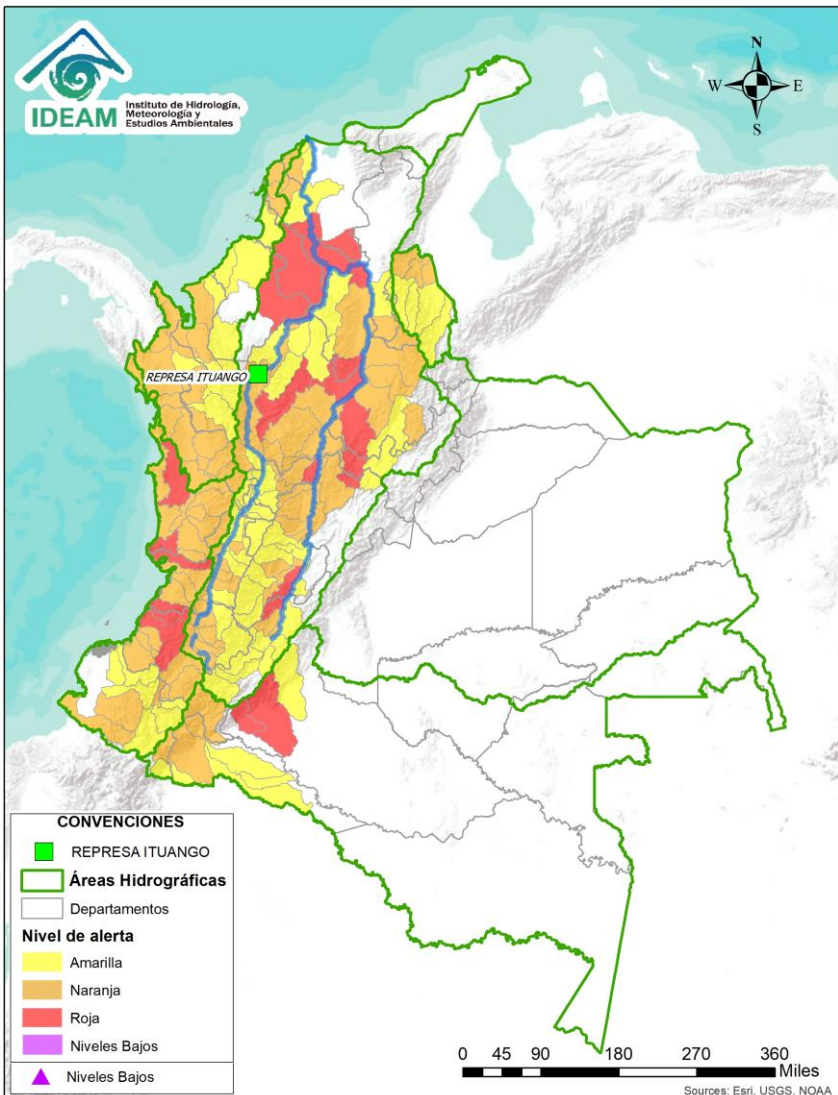 IDEAM
Instituto de Hidrología,
Meteorología y
Estudios Ambientales
N
W
E
S
REPRESA ITUANGO
CONVENCIONES
REPRESA ITUANGO
Áreas Hidrográficas
Departamentos
Nivel de alerta
Amarilla
Naranja
Roja
Niveles Bajos
Niveles Bajos
0 45 90 180 270 360
Miles
Sources: Esri, USGS, NOAA